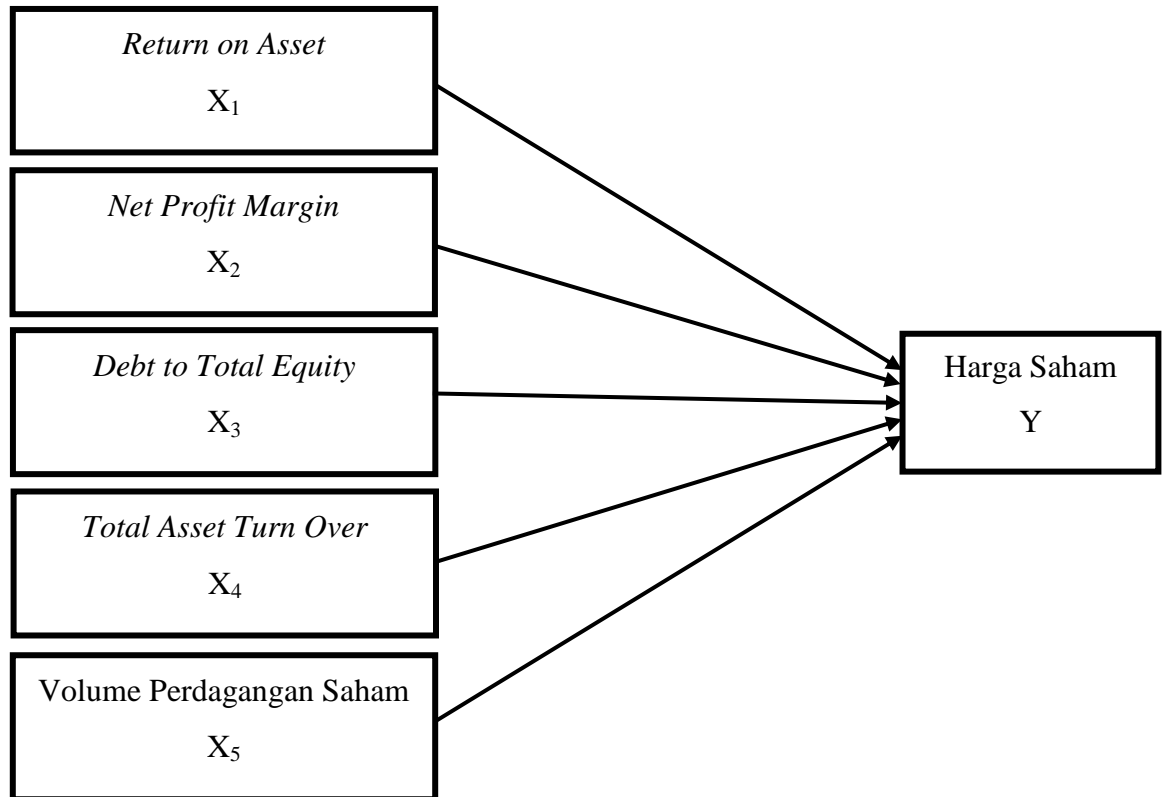 Return on Asset
X₁
Net Profit Margin
X₂
Debt to Total Equity
X₃
Total Asset Turn Over
X₄
Volume Perdagangan Saham
X₅
Harga Saham
Y